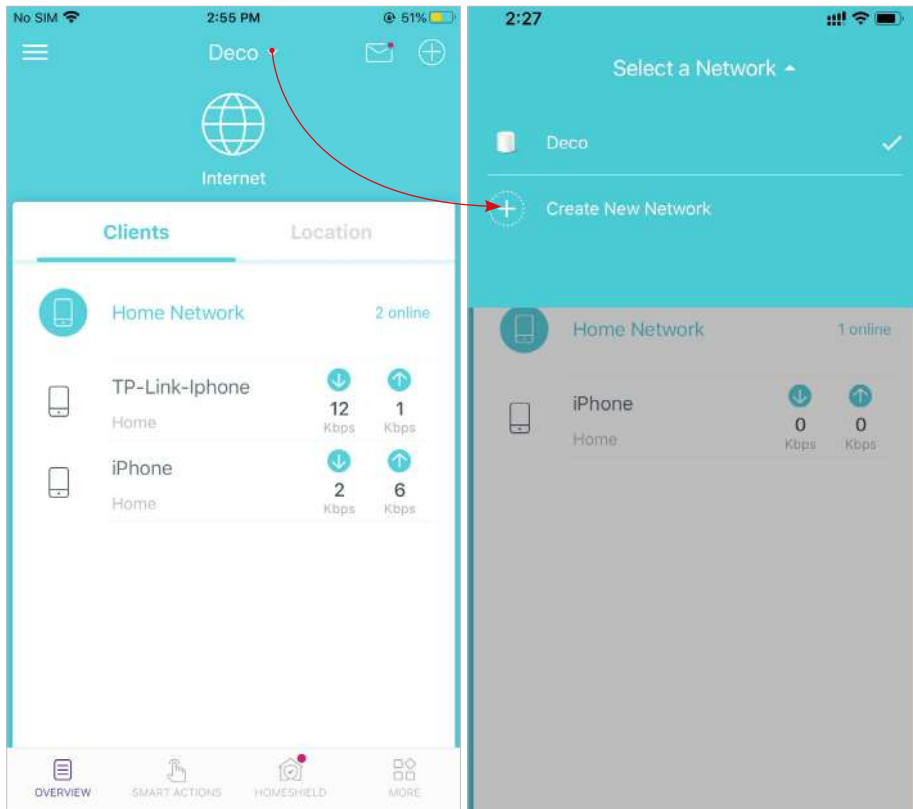 No SIM 2:55 PM 51%
Deco
Internet
Clients Location
Home Network 2 online
TP-Link-Iphone 12 1
Home Kbps Kbps
iPhone 2 6
Home Kbps Kbps
OVERVIEW SMART ACTIONS HOMESHIELD MORE
2:27
Select a Network
Deco
Create New Network
Home Network 1 online
iPhone 0 0
Home Kbps Kbps